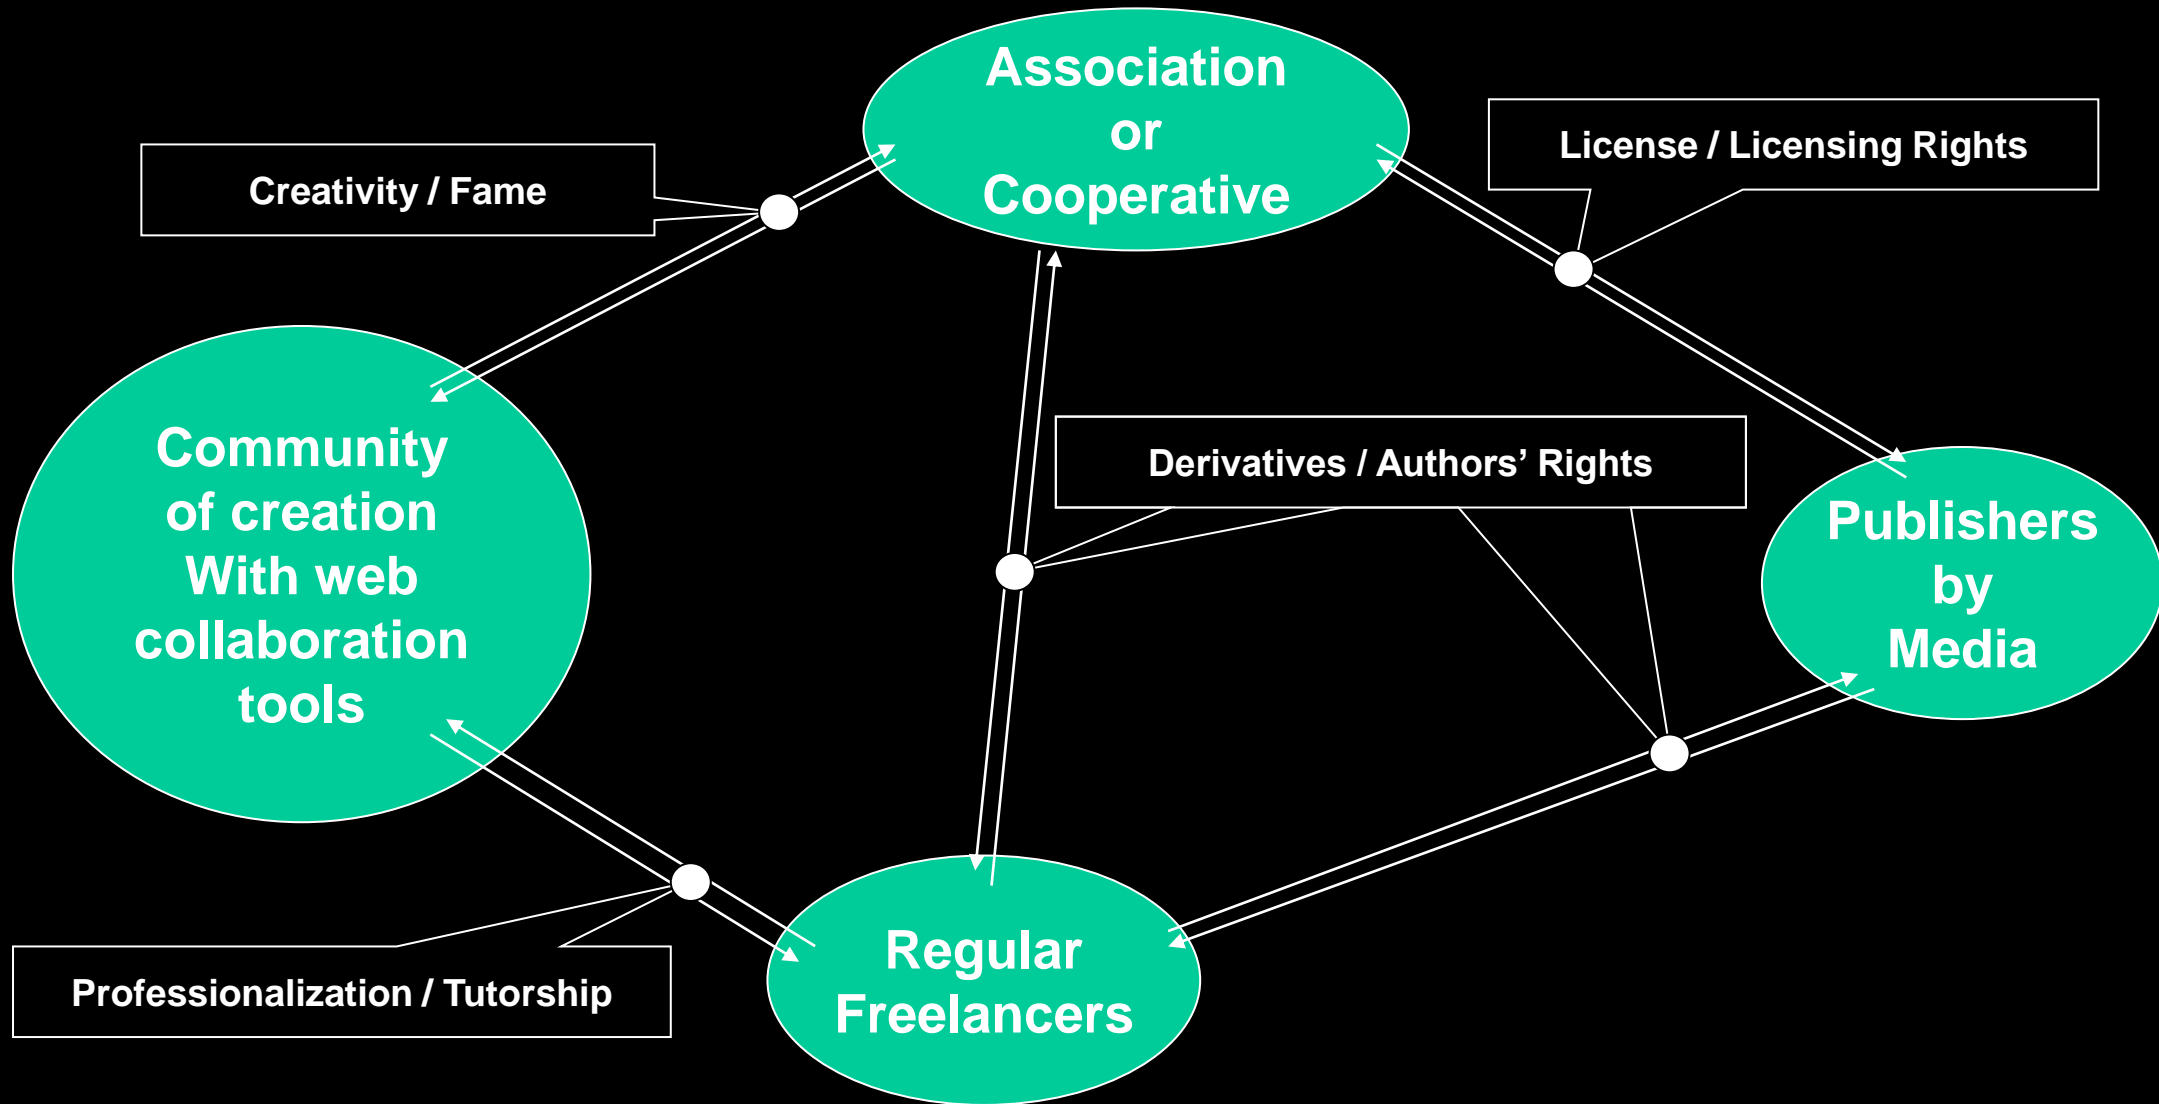 Association
or
Cooperative
License / Licensing Rights
Creativity / Fame
Community
of creation
With web
collaboration
tools
Derivatives / Authors’ Rights
Publishers
by
Media
Regular
Freelancers
Professionalization / Tutorship